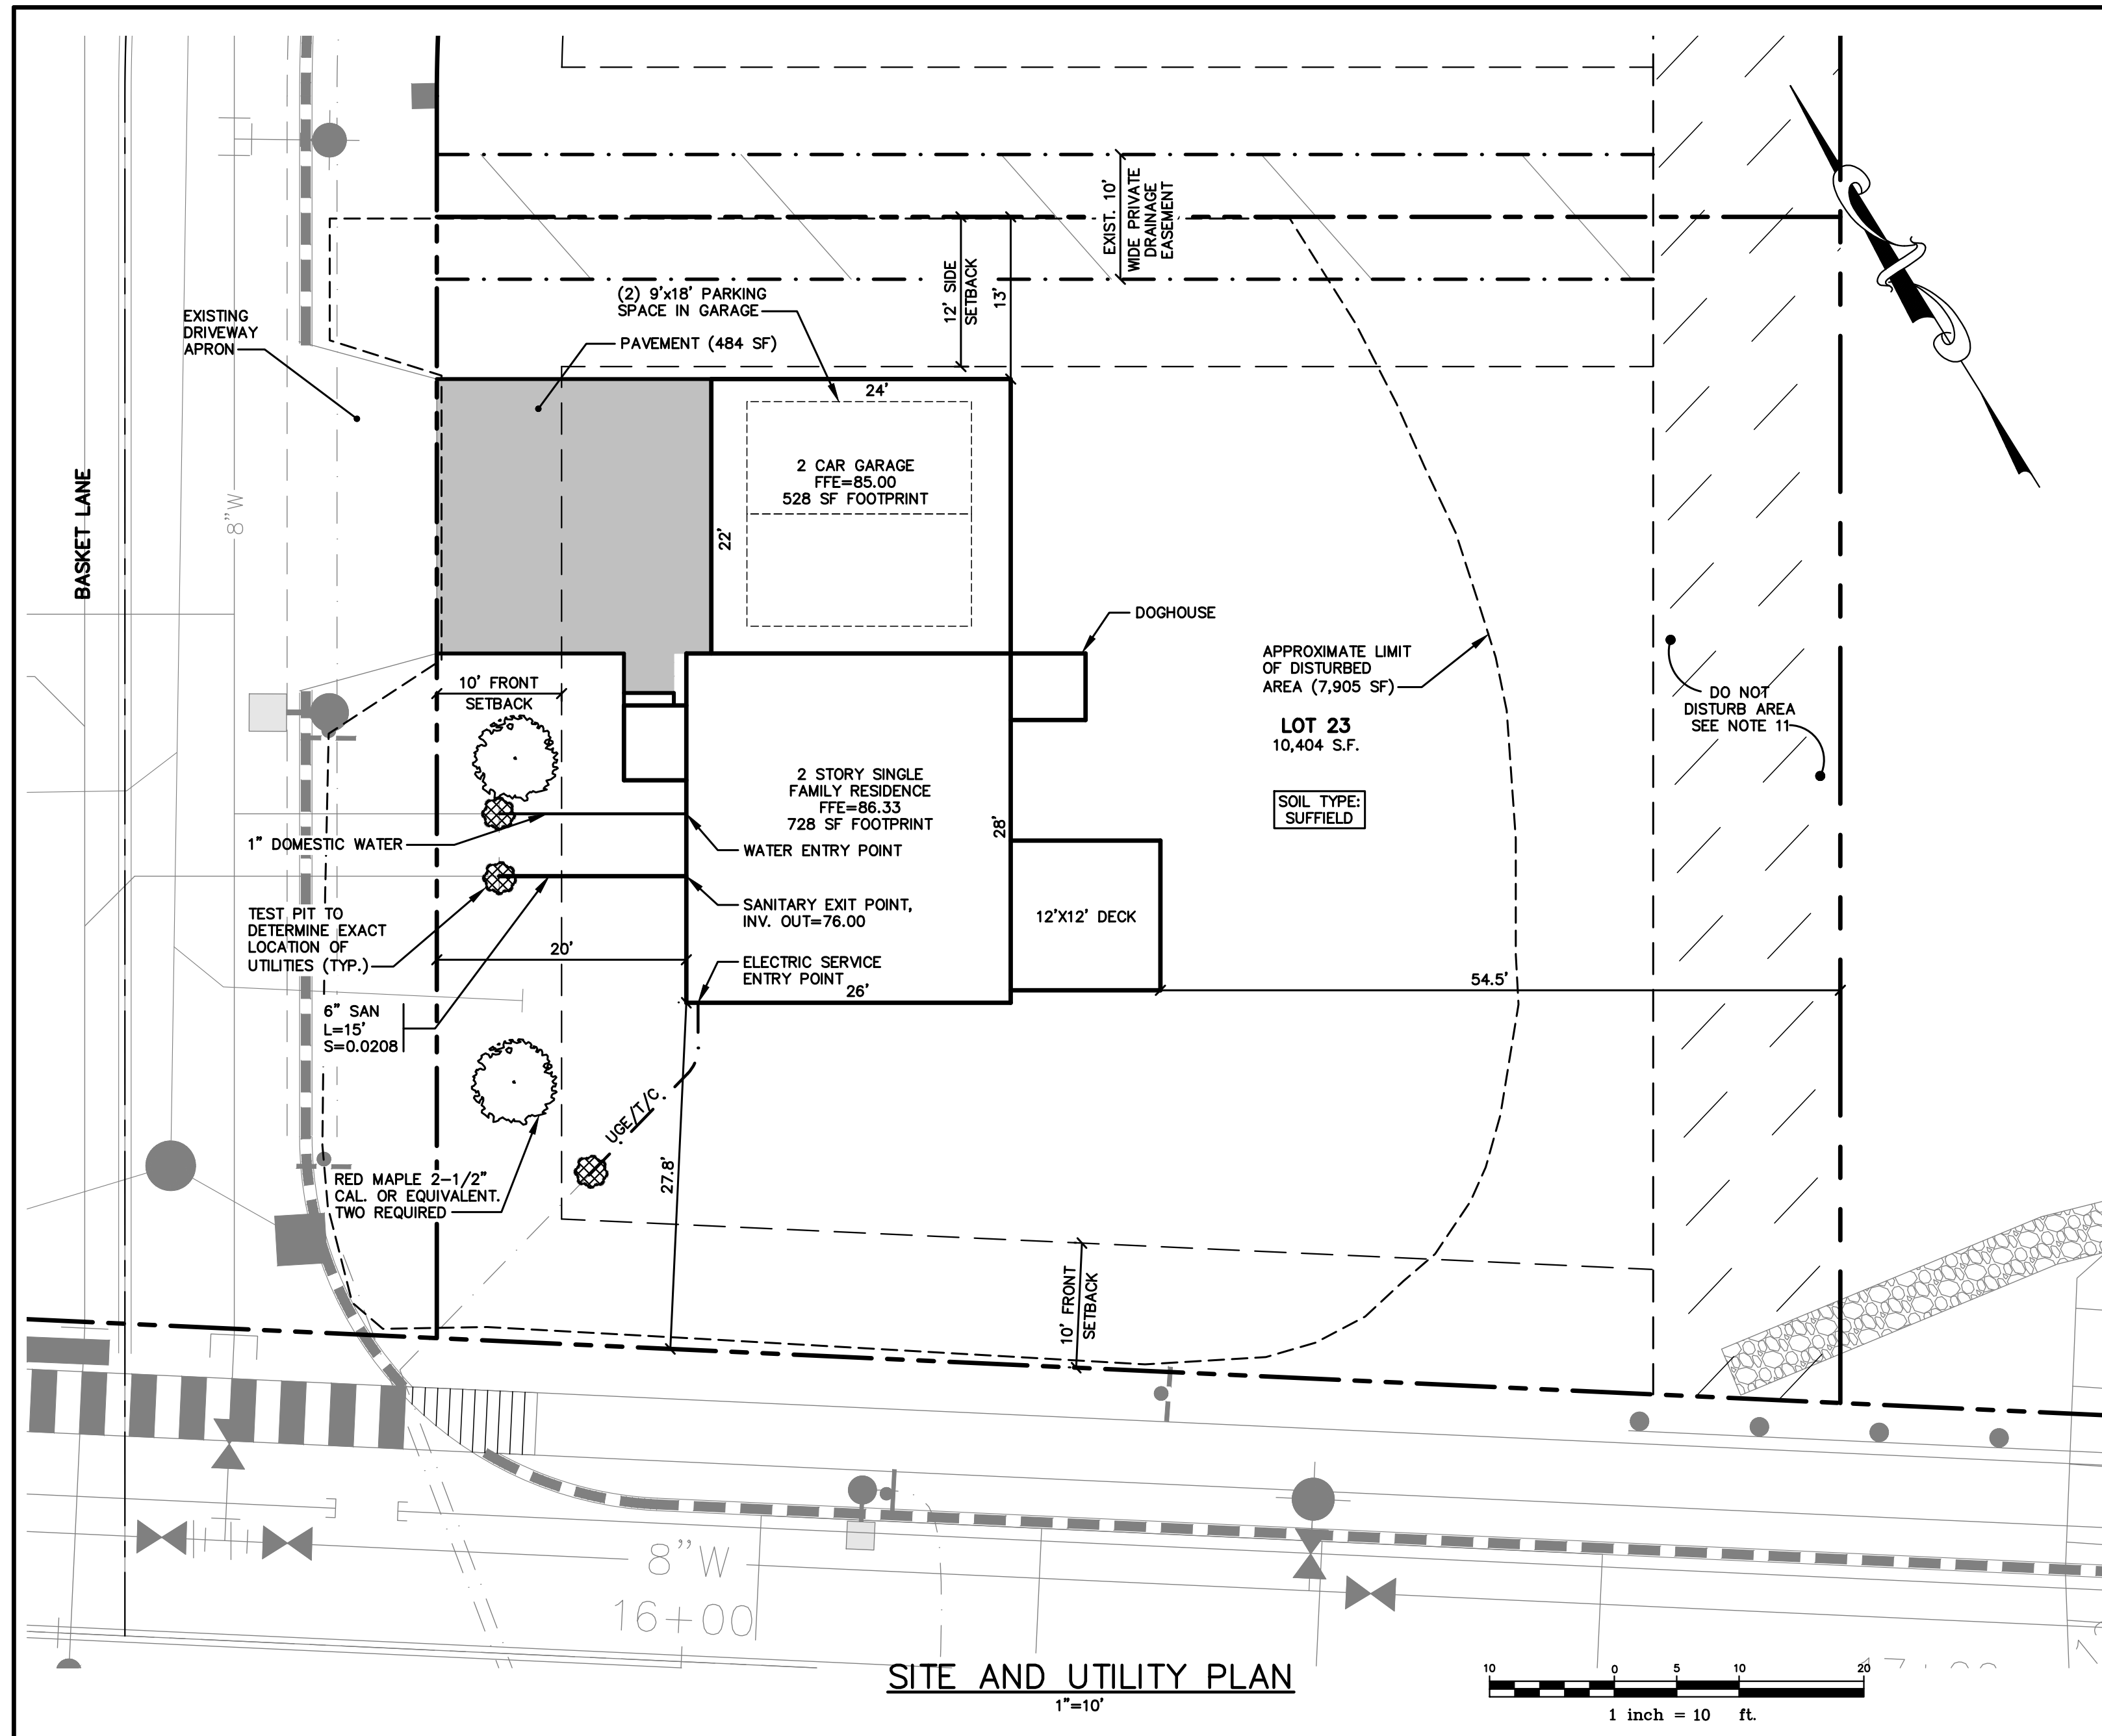 EXIST. 10'
WIDE PRIVATE
DRAINAGE
EASEMENT
12' SIDE
SETBACK
13'
(2) 9'x18' PARKING
SPACE IN GARAGE
PAVEMENT (484 SF)
EXISTING
DRIVEWAY
APRON
24'
2 CAR GARAGE
FFE=85.00
528 SF FOOTPRINT
22'
BASKET LANE
8"W
DOGHOUSE
APPROXIMATE LIMIT
OF DISTURBED
AREA (7,905 SF)
LOT 23
10,404 S.F.
DO NOT
DISTURB AREA
SEE NOTE 11
10' FRONT
SETBACK
2 STORY SINGLE
FAMILY RESIDENCE
FFE=86.33
728 SF FOOTPRINT
28'
SOIL TYPE:
SUFFIELD
1" DOMESTIC WATER
WATER ENTRY POINT
SANITARY EXIT POINT,
INV. OUT=76.00
12'X12' DECK
TEST PIT TO
DETERMINE EXACT
LOCATION OF
UTILITIES (TYP.)
20'
ELECTRIC SERVICE
ENTRY POINT
26'
54.5'
6" SAN
L=15'
S=0.0208
UGE/T/C
27.8'
RED MAPLE 2-1/2"
CAL. OR EQUIVALENT.
TWO REQUIRED
10' FRONT
SETBACK
8"W
16+00
SITE AND UTILITY PLAN
1"=10'
10 0 5 10 20
1 inch = 10 ft.